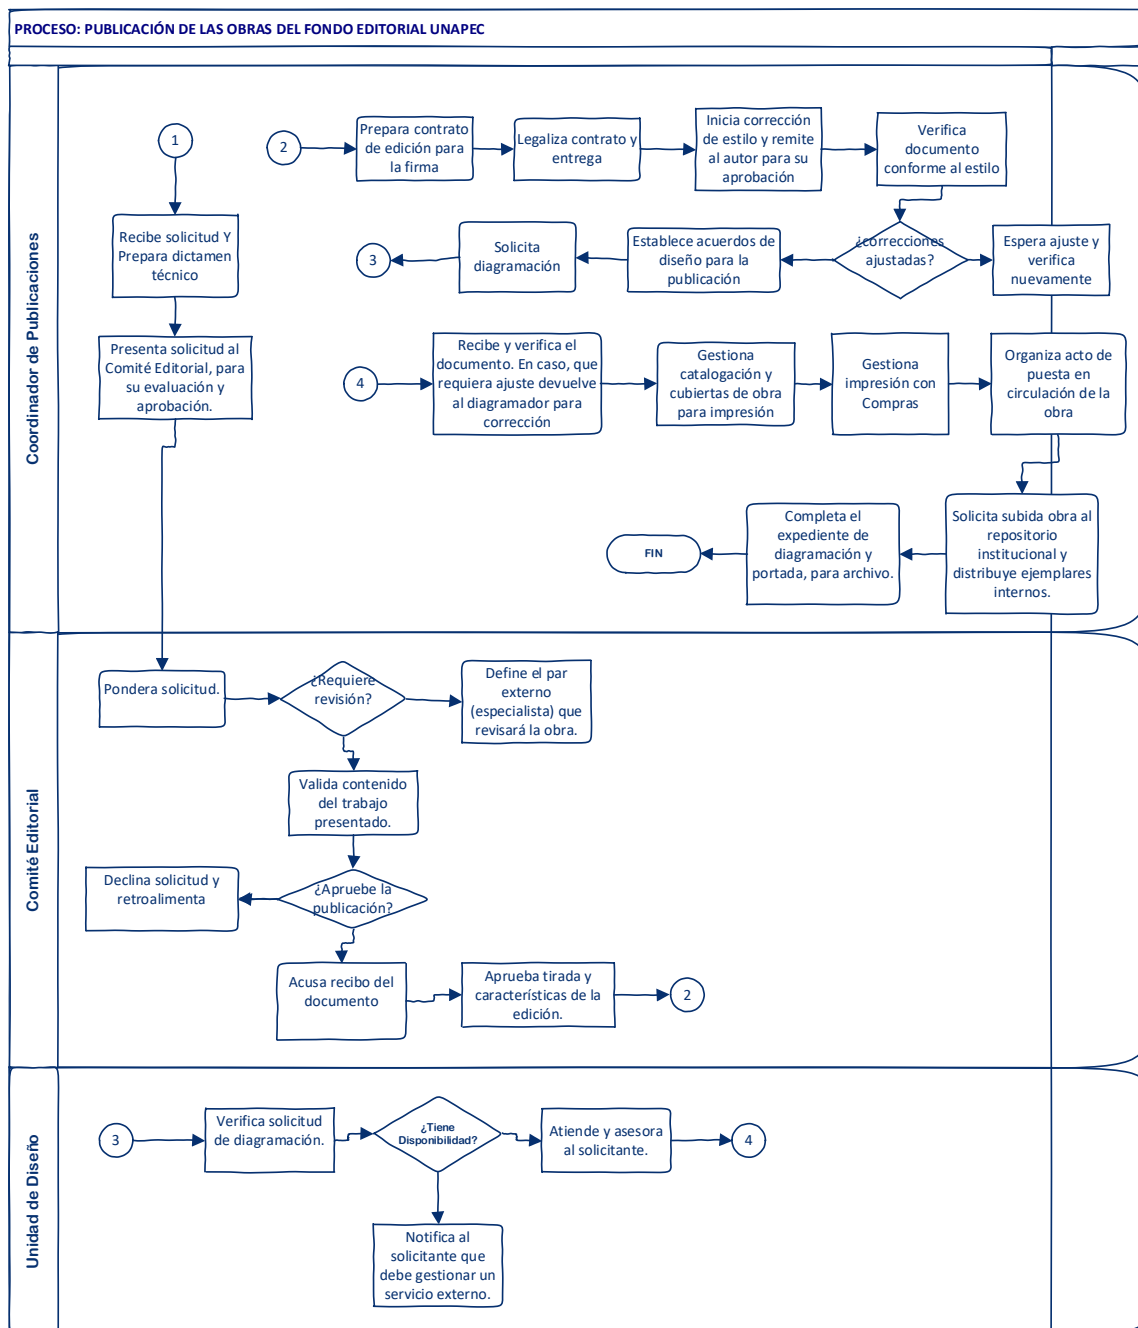 PROCESO: PUBLICACIÓN DE LAS OBRAS DEL FONDO EDITORIAL UNAPEC
Coordinador de Publicaciones
1
Recibe solicitud Y
Prepara dictamen
técnico
Presenta solicitud al
Comité Editorial, para
su evaluación y
aprobación.
2
Prepara contrato
de edición para
la firma
Legaliza contrato y
entrega
Inicia corrección
de estilo y remite
al autor para su
aprobación
Verifica
documento
conforme al estilo
¿correcciones
ajustadas?
Espera ajuste y
verifica
nuevamente
Establece acuerdos de
diseño para la
publicación
Solicita
diagramación
3
4
Recibe y verifica el
documento. En caso, que
requiera ajuste devuelve
al diagramador para
corrección
Gestiona
catalogación y
cubiertas de obra
para impresión
Gestiona
impresión con
Compras
Organiza acto de
puesta en
circulación de la
obra
Solicita subida obra al
repositorio
institucional y
distribuye ejemplares
internos.
Completa el
expediente de
diagramación y
portada, para archivo.
FIN
Comité Editorial
Pondera solicitud.
¿Requiere
revisión?
Define el par
externo
(especialista) que
revisará la obra.
Valida contenido
del trabajo
presentado.
¿Apruebe la
publicación?
Declina solicitud y
retroalimenta
Acusa recibo del
documento
Aprueba tirada y
características de la
edición.
2
Unidad de Diseño
3
Verifica solicitud
de diagramación.
¿Tiene
Disponibilidad?
Atiende y asesora
al solicitante.
4
Notifica al
solicitante que
debe gestionar un
servicio externo.